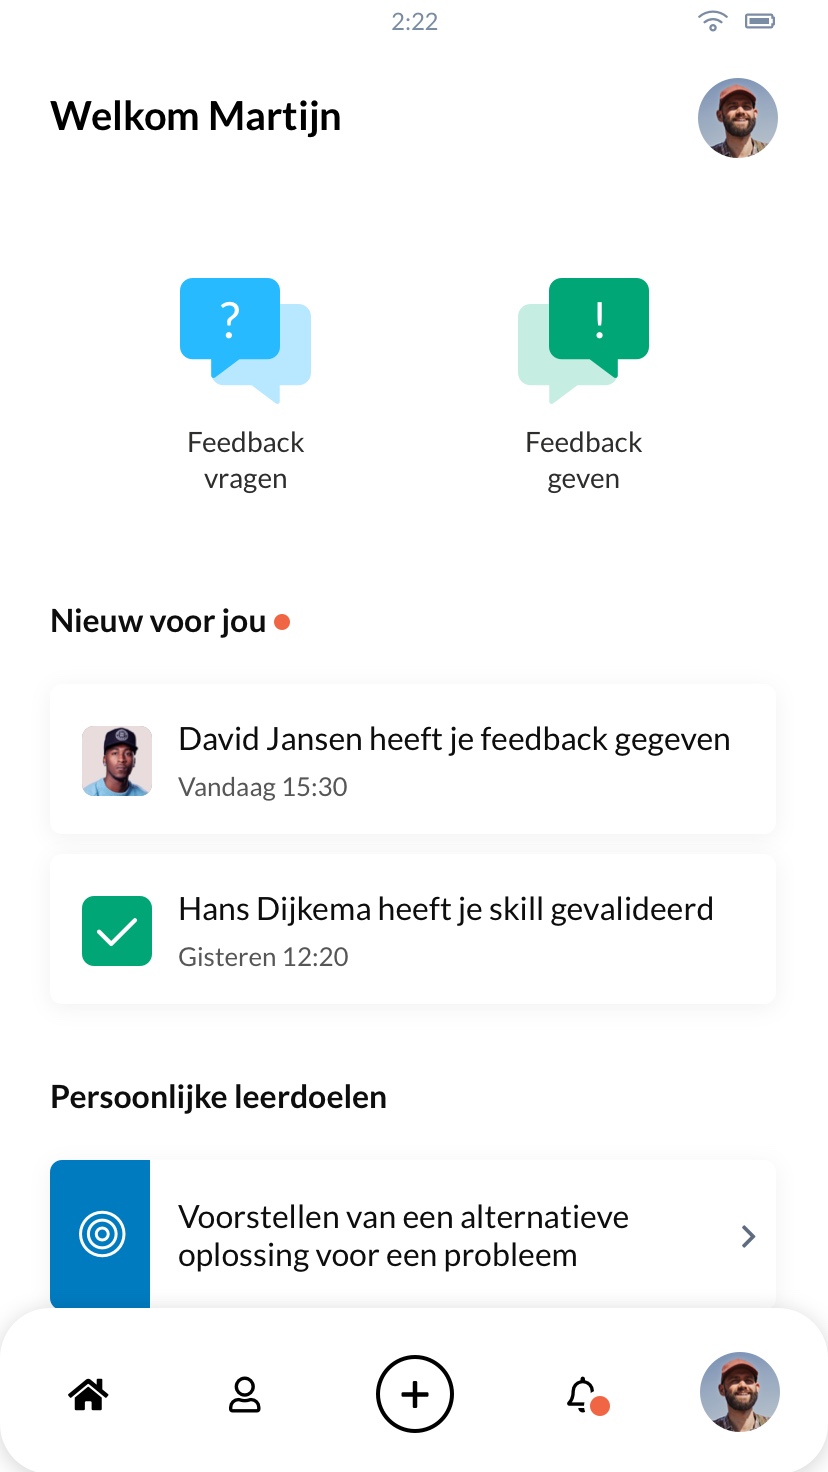 2:22
Welkom Martijn
?
!
Feedback
vragen
Feedback
geven
Nieuw voor jou
David Jansen heeft je feedback gegeven
Vandaag 15:30
Hans Dijkema heeft je skill gevalideerd
Gisteren 12:20
Persoonlijke leerdoelen
Voorstellen van een alternatieve
oplossing voor een probleem